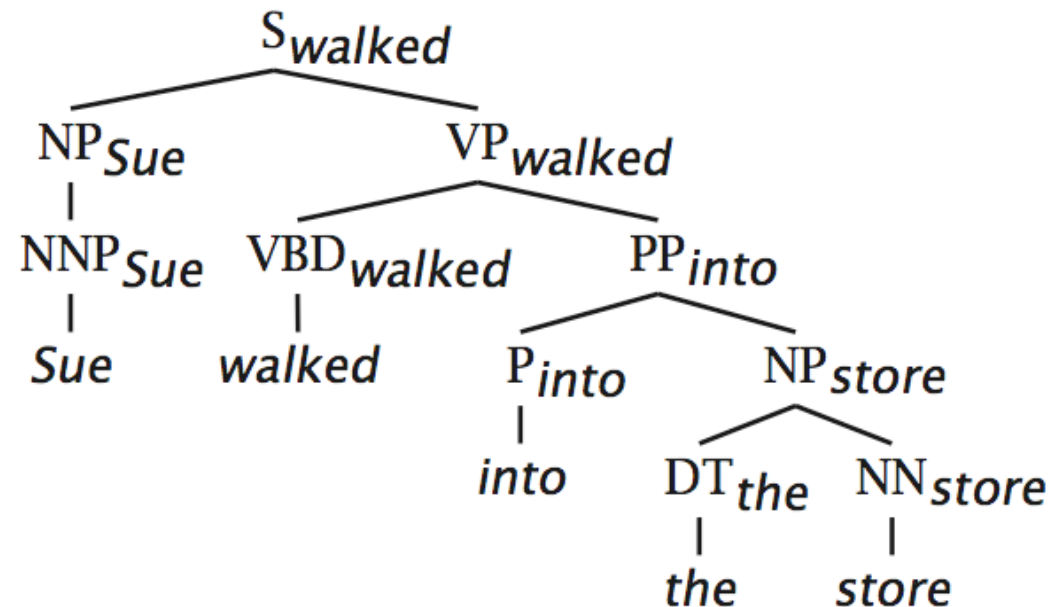 S walked
NP Sue VP walked
NNP Sue VBD walked PP into
Sue walked P into NP store
into DT the NN store
the store